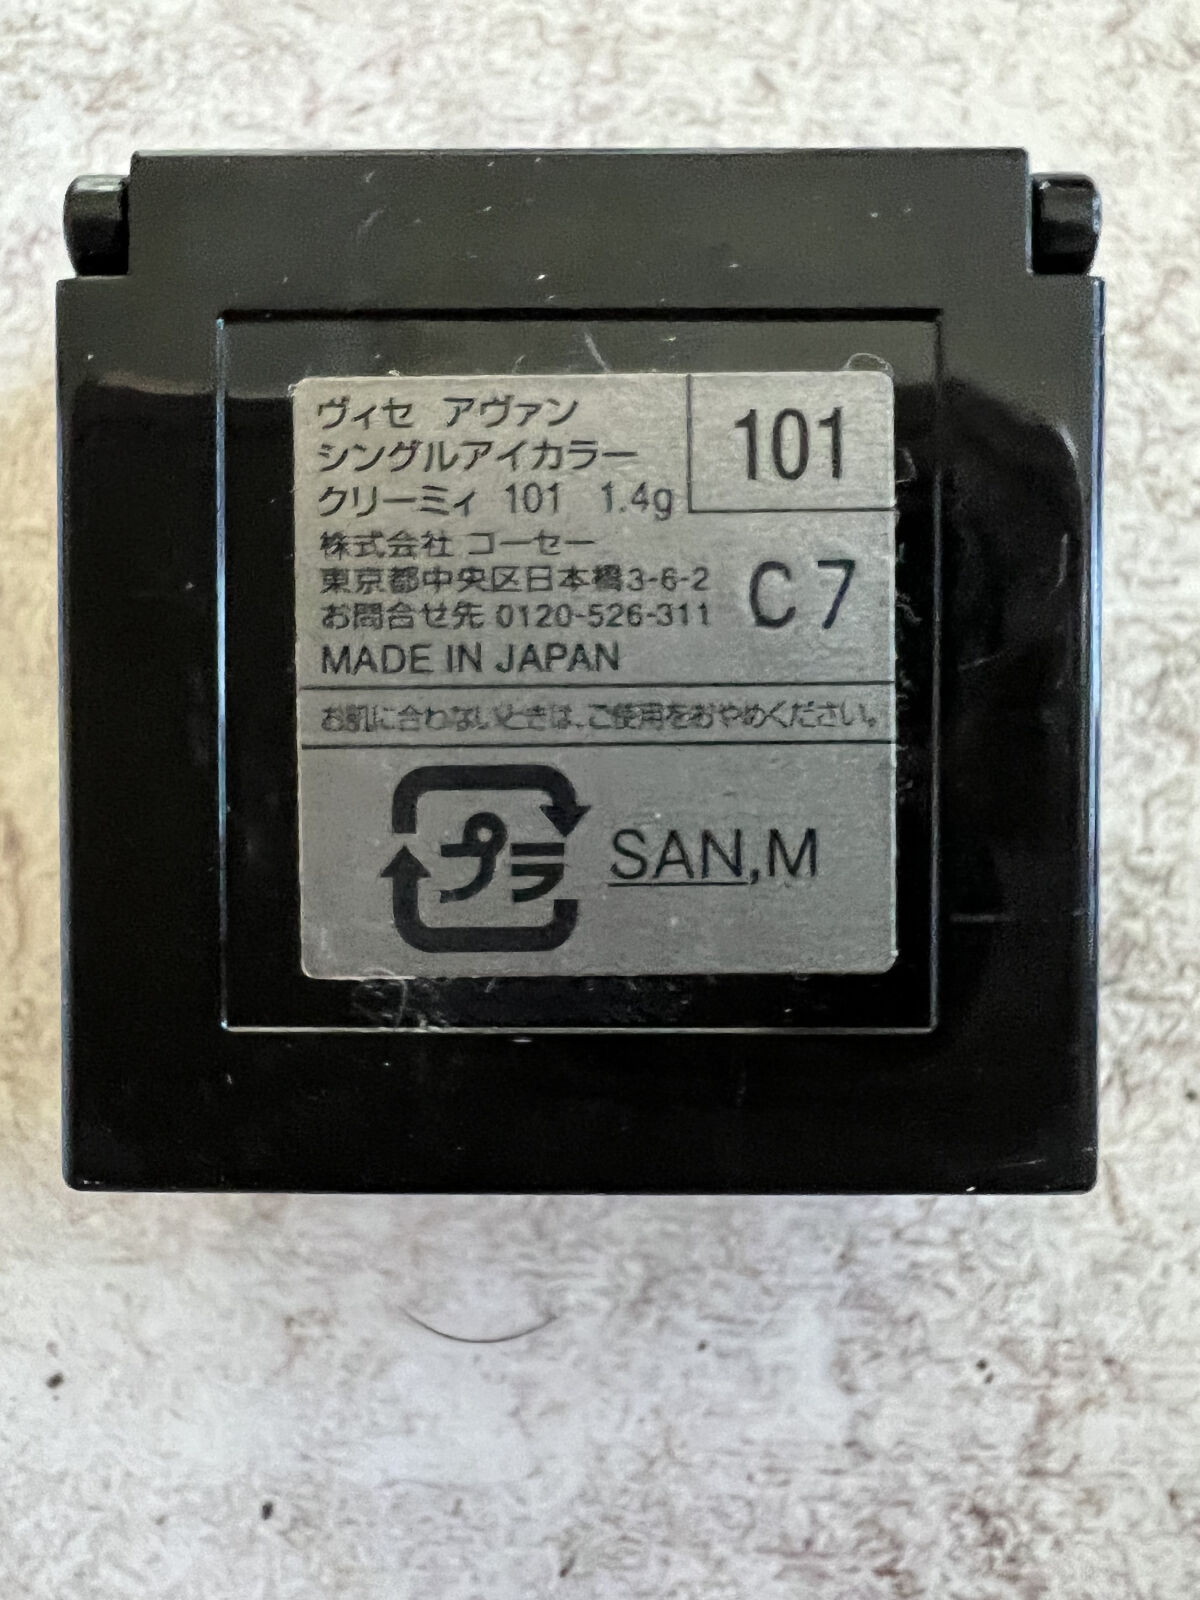 ヴィセ アヴァン
シングルアイカラー
クリーミィ 101 1.4g
101
株式会社 コーセー
東京都中央区日本橋3-6-2
お問合せ先 0120-526-311
C7
MADE IN JAPAN
お肌に合わないときは、ご使用をおやめください。
プラ
SAN,M